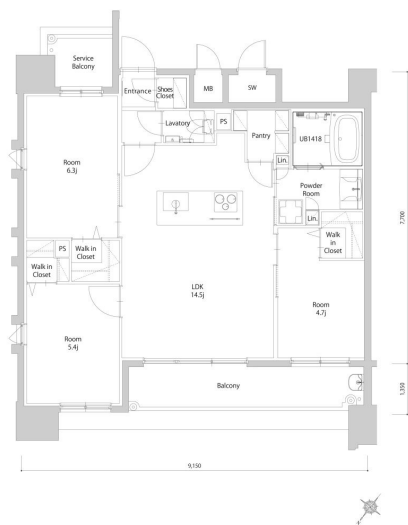 Service
Balcony
Entrance
Shoes
Closet
MB
SW
Lavatory
PS
Pantry
UB1418
Room
6.3j
Lin.
Powder
Room
Lin.
Walk
in
Closet
PS
Walk in
Closet
Walk in
Closet
LDK
14.5j
Room
4.7j
Room
5.4j
Balcony
7,700
1,350
9,150